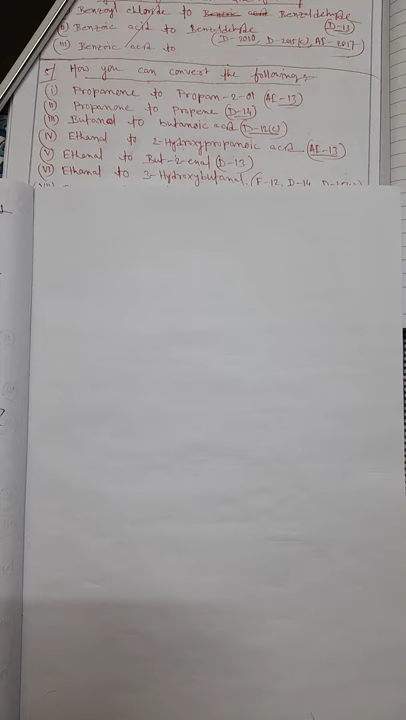 Benzoyl chloride to Benzoic acid Benzaldehyde (D-13)
(ii) Benzoic acid to Benzaldehyde (D-2010, D-2015(c), AI-2017)
(iii) Benzoic acid to
5/ How you can convert the followings
(i) Propanone to Propan-2-ol (AI-13)
(ii) Propanone to Propene (D-14)
(iii) Butanol to butanoic acid (D-12(c))
(iv) Ethanal to 2-Hydroxypropanoic acid (AI-13)
(v) Ethanal to But-2-enal (D-13)
(vi) Ethanal to 3-Hydroxybutanal (F-12, D-14,